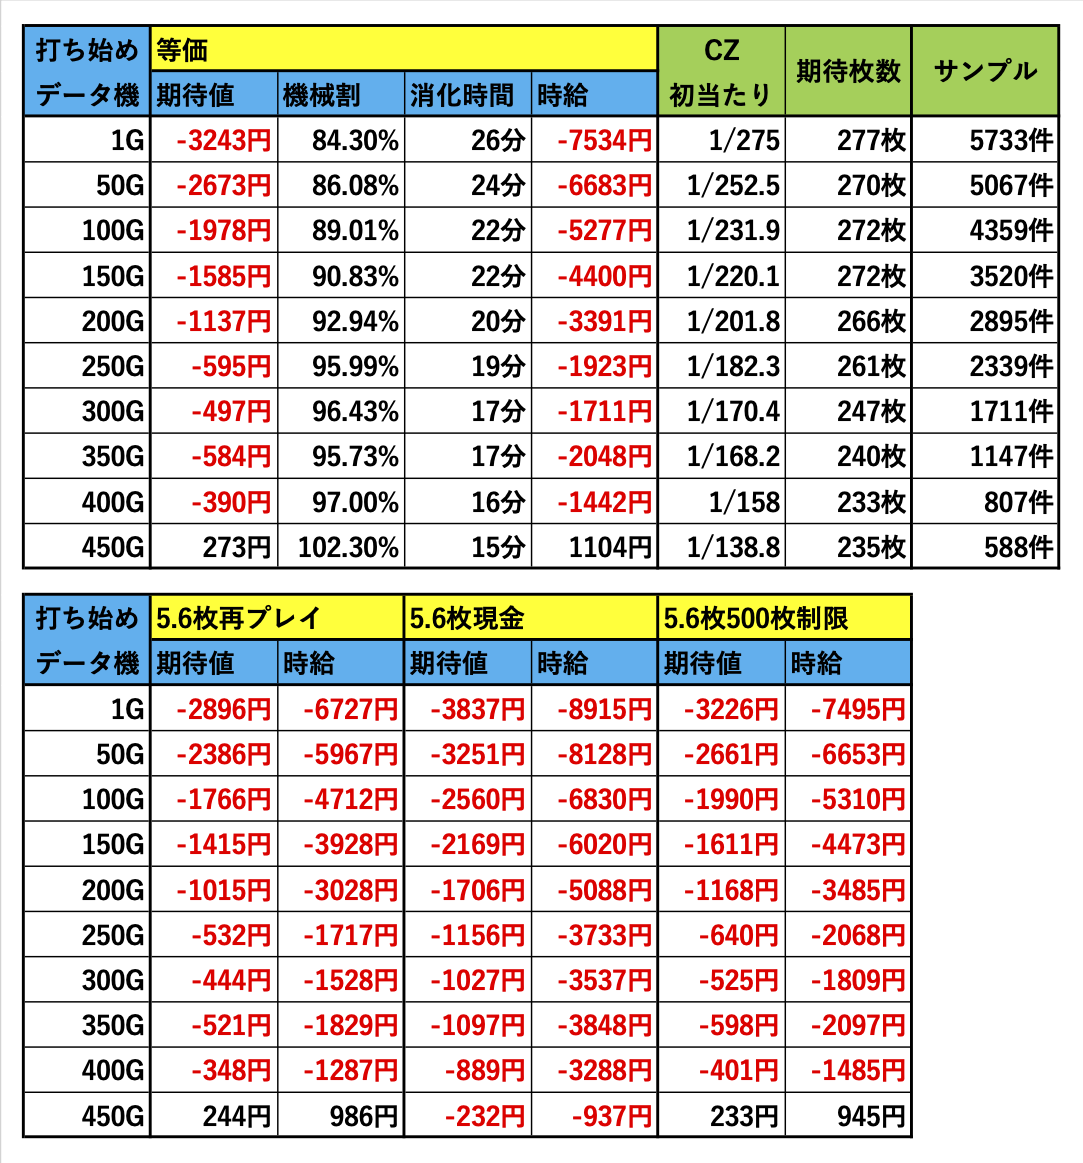 打ち始め 等価 CZ 期待枚数 サンプル
データ機 期待値 機械割 消化時間 時給 初当たり
1G -3243円 84.30% 26分 -7534円 1/275 277枚 5733件
50G -2673円 86.08% 24分 -6683円 1/252.5 270枚 5067件
100G -1978円 89.01% 22分 -5277円 1/231.9 272枚 4359件
150G -1585円 90.83% 22分 -4400円 1/220.1 272枚 3520件
200G -1137円 92.94% 20分 -3391円 1/201.8 266枚 2895件
250G -595円 95.99% 19分 -1923円 1/182.3 261枚 2339件
300G -497円 96.43% 17分 -1711円 1/170.4 247枚 1711件
350G -584円 95.73% 17分 -2048円 1/168.2 240枚 1147件
400G -390円 97.00% 16分 -1442円 1/158 233枚 807件
450G 273円 102.30% 15分 1104円 1/138.8 235枚 588件
打ち始め 5.6枚再プレイ 5.6枚現金 5.6枚500枚制限
データ機 期待値 時給 期待値 時給 期待値 時給
1G -2896円 -6727円 -3837円 -8915円 -3226円 -7495円
50G -2386円 -5967円 -3251円 -8128円 -2661円 -6653円
100G -1766円 -4712円 -2560円 -6830円 -1990円 -5310円
150G -1415円 -3928円 -2169円 -6020円 -1611円 -4473円
200G -1015円 -3028円 -1706円 -5088円 -1168円 -3485円
250G -532円 -1717円 -1156円 -3733円 -640円 -2068円
300G -444円 -1528円 -1027円 -3537円 -525円 -1809円
350G -521円 -1829円 -1097円 -3848円 -598円 -2097円
400G -348円 -1287円 -889円 -3288円 -401円 -1485円
450G 244円 986円 -232円 -937円 233円 945円